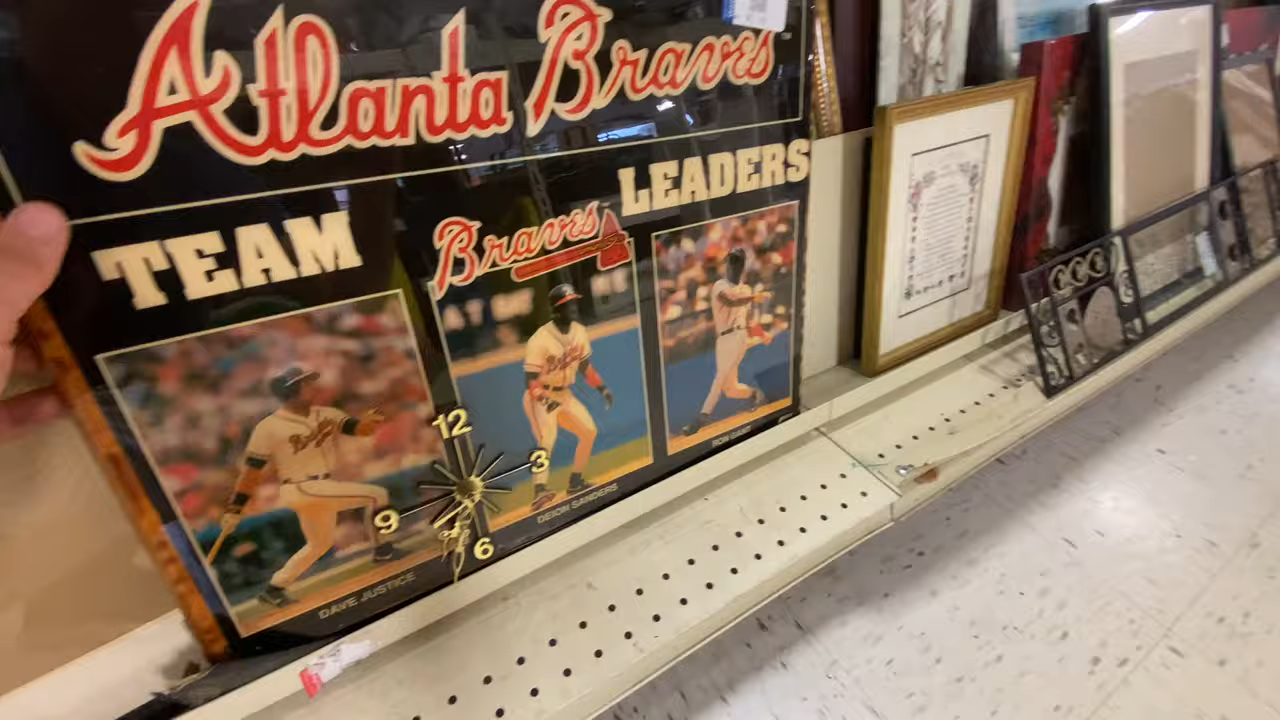 Atlanta Braves
TEAM
Braves
LEADERS
DAVE JUSTICE
DEION SANDERS
RON GANT
12
3
6
9